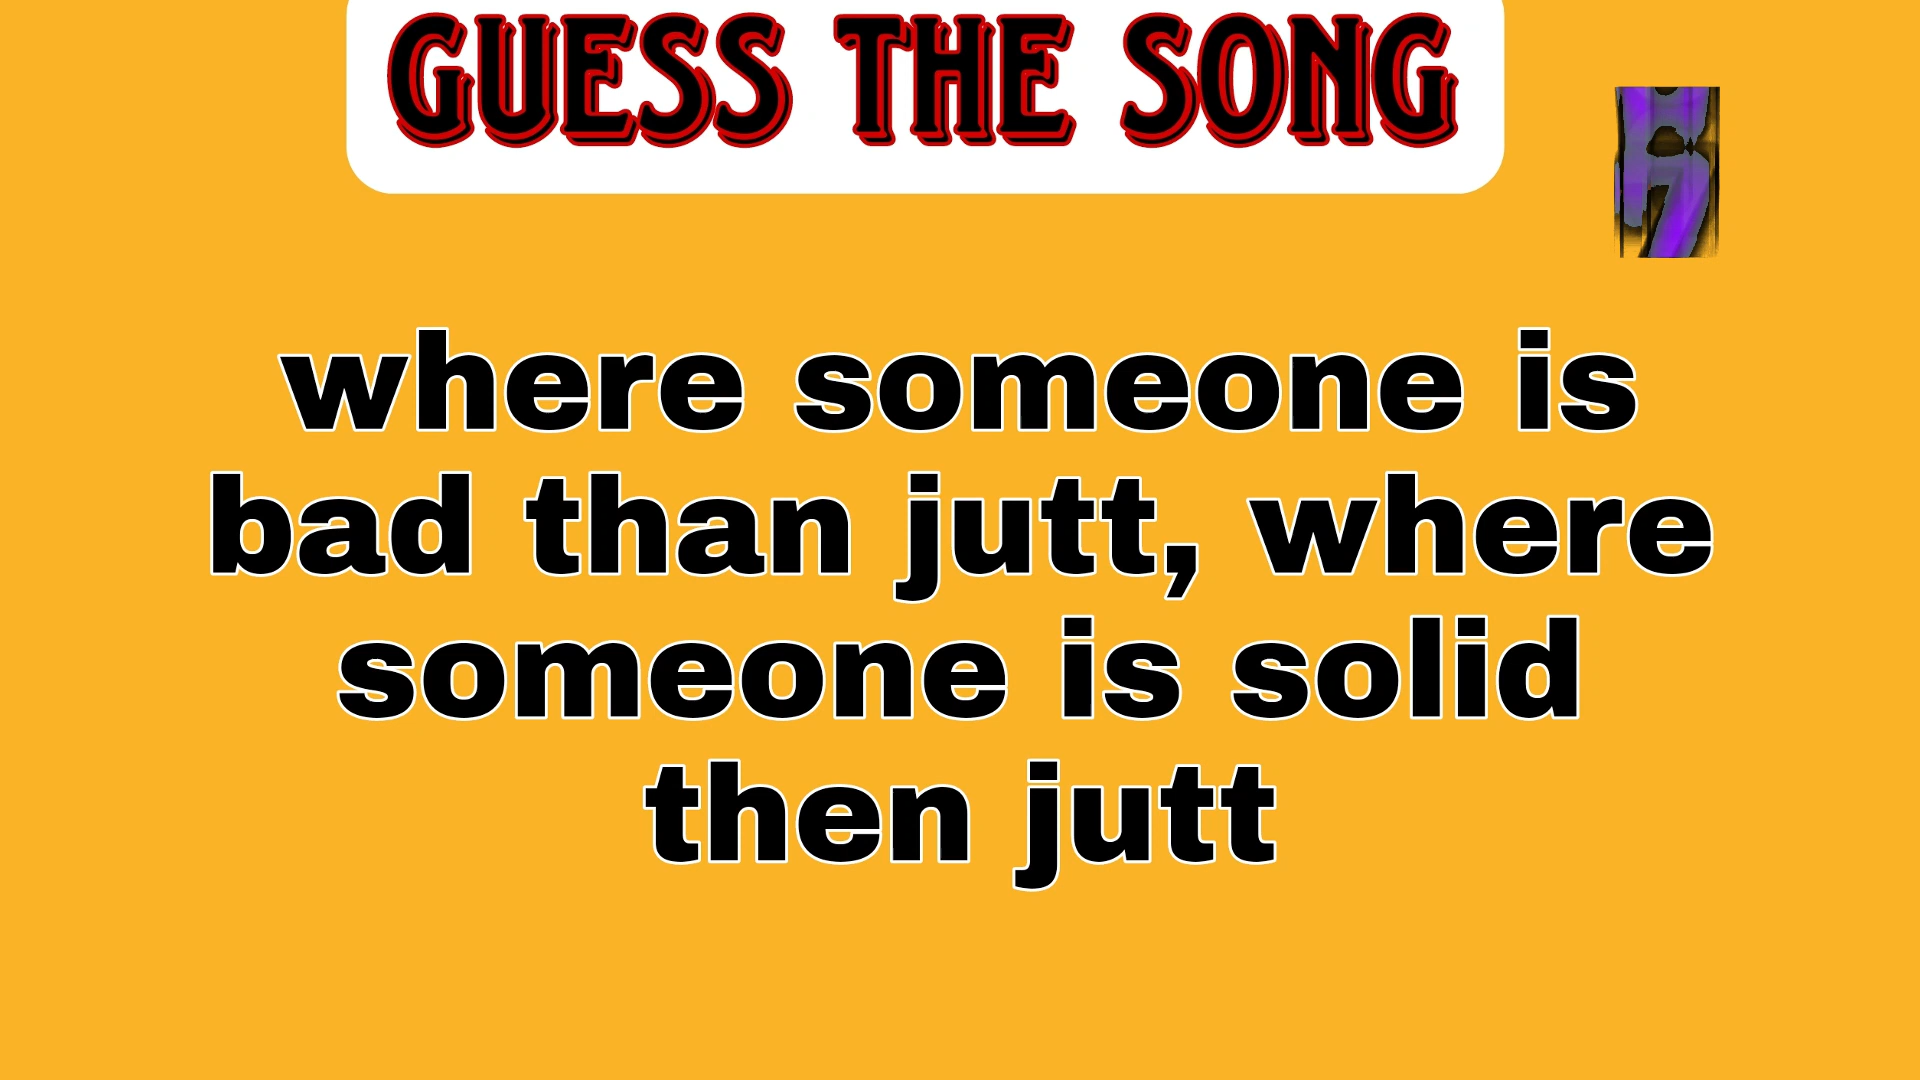 GUESS THE SONG
where someone is
bad than jutt, where
someone is solid
then jutt